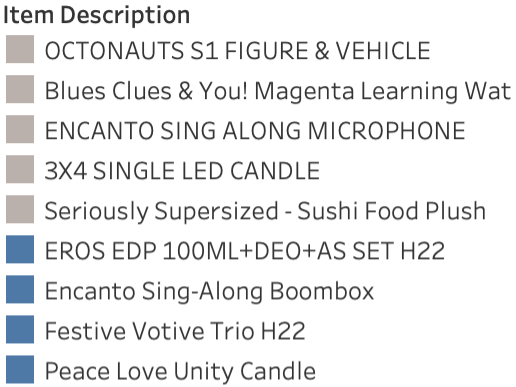 Item Description
OCTONAUTS S1 FIGURE & VEHICLE
Blues Clues & You! Magenta Learning Wat
ENCANTO SING ALONG MICROPHONE
3X4 SINGLE LED CANDLE
Seriously Supersized - Sushi Food Plush
EROS EDP 100ML+DEO+AS SET H22
Encanto Sing-Along Boombox
Festive Votive Trio H22
Peace Love Unity Candle